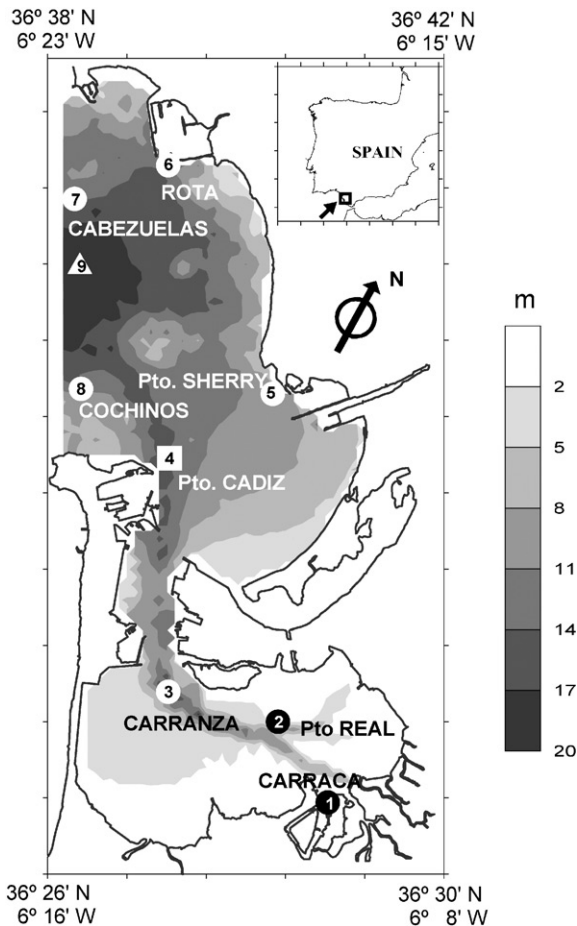 36º 38' N
6º 23' W
36º 42' N
6º 15' W
SPAIN
6
ROTA
7
CABEZUELAS
9
N
m
2
5
8
11
14
17
20
Pto. SHERRY
5
8
COCHINOS
4
Pto. CADIZ
3
CARRANZA
2
Pto REAL
CARRACA
1
36º 26' N
6º 16' W
36º 30' N
6º 8' W